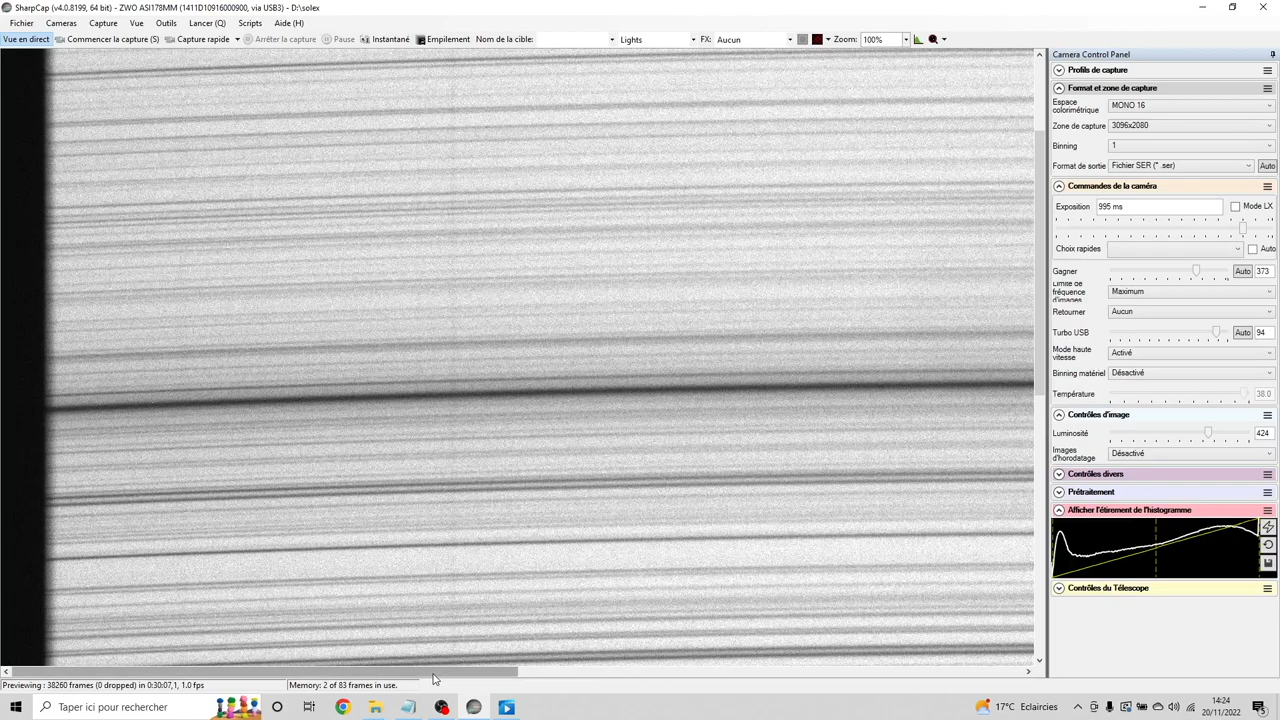 SharpCap (v4.0.8199, 64 bit) - ZWO ASI178MM (1411D10916000900, via USB3) - D:\solex
Fichier Cameras Capture Vue Outils Lancer (Q) Scripts Aide (H)
Vue en direct Commencer la capture (S) Capture rapide Arrêter la capture Pause Instantané Empilement Nom de la cible: Lights FX: Aucun Zoom: 100%
Camera Control Panel
Profils de capture
Format et zone de capture
Espace colorimétrique MONO 16
Zone de capture 3096x2080
Binning 1
Format de sortie Fichier SER (* .ser) Auto
Commandes de la caméra
Exposition 995 ms Mode LX
Choix rapides Auto
Gagner Auto 373
Limite de fréquence d'images Maximum
Retourner Aucun
Turbo USB Auto 94
Mode haute vitesse Activé
Binning matériel Désactivé
Température 38.0
Contrôles d'image
Luminosité 424
Images d'horodatage Désactivé
Contrôles divers
Prétraitement
Afficher l'étirement de l'histogramme
Contrôles du Télescope
Previewing : 38260 frames (0 dropped) in 0:30:07,1, 1.0 fps Memory: 2 of 83 frames in use.
Taper ici pour rechercher 17°C Eclaircies 14:24
20/11/2022